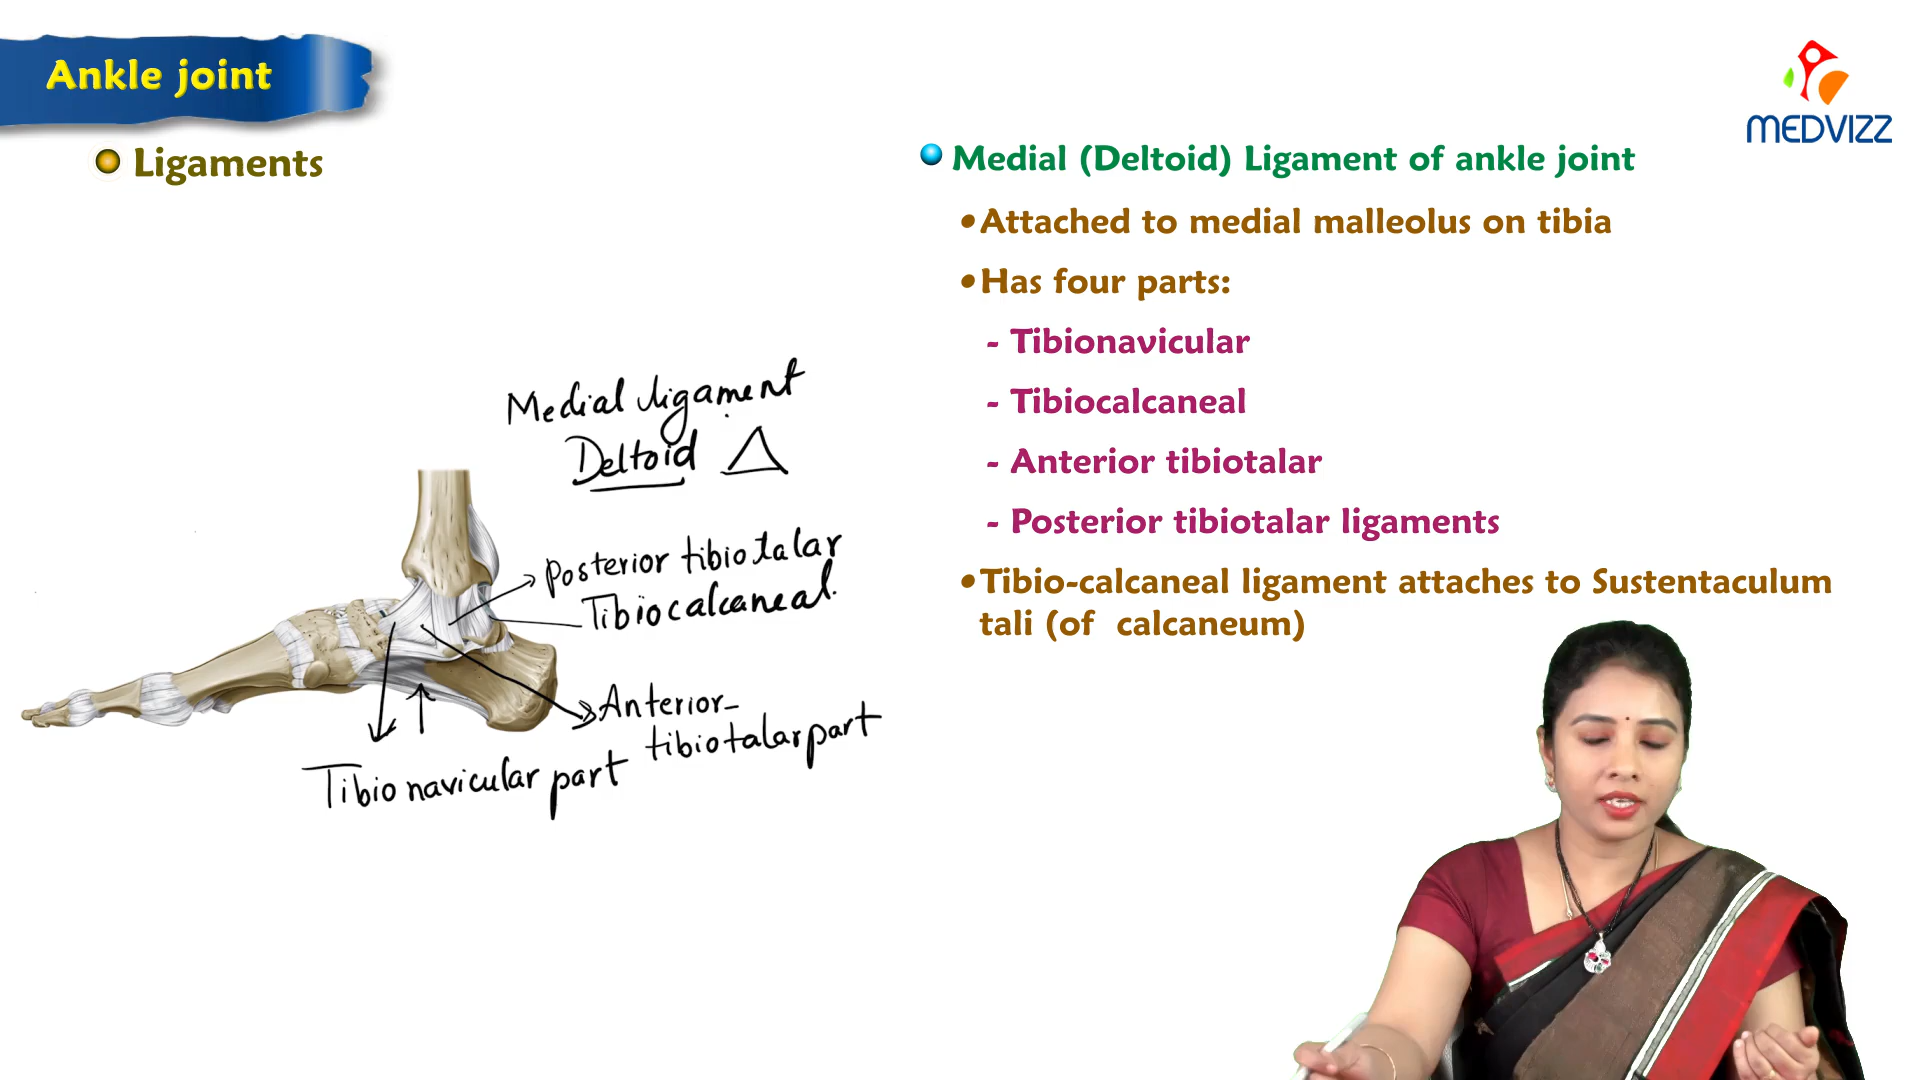 Ankle joint
MEDVIZZ
Ligaments
Medial (Deltoid) Ligament of ankle joint
•Attached to medial malleolus on tibia
•Has four parts:
- Tibionavicular
- Tibiocalcaneal
- Anterior tibiotalar
- Posterior tibiotalar ligaments
•Tibio-calcaneal ligament attaches to Sustentaculum
tali (of calcaneum)
Medial ligament
Deltoid
Posterior tibiotalar
Tibiocalcaneal.
Anterior-
tibiotalar part
Tibionavicular part